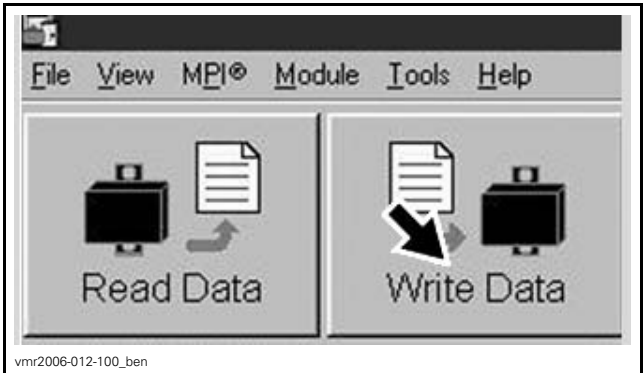 File View MPI® Module Tools Help
Read Data Write Data
vmr2006-012-100_ben